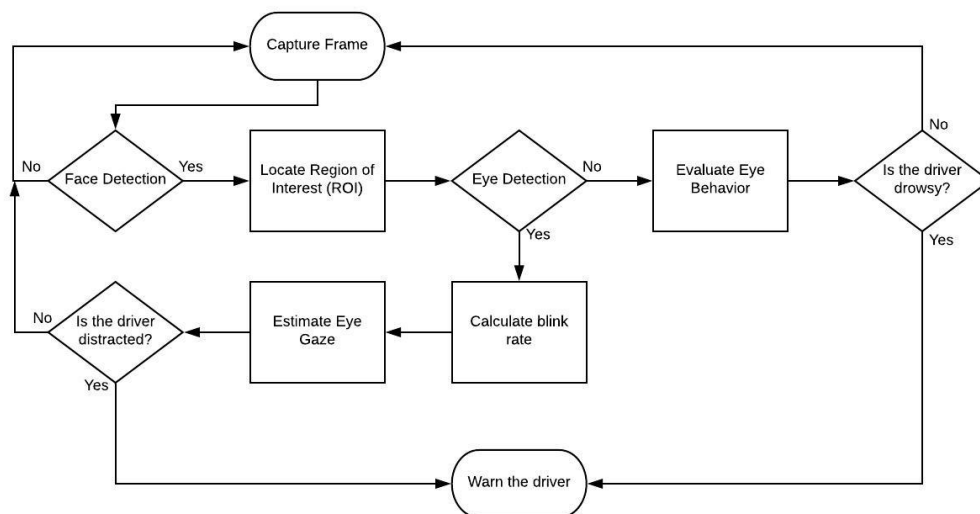 Capture Frame
No
Face Detection
Yes
Locate Region of
Interest (ROI)
Eye Detection
No
Evaluate Eye
Behavior
No
Is the driver
drowsy?
Yes
Yes
No
Is the driver
distracted?
Yes
Estimate Eye
Gaze
Calculate blink
rate
Warn the driver